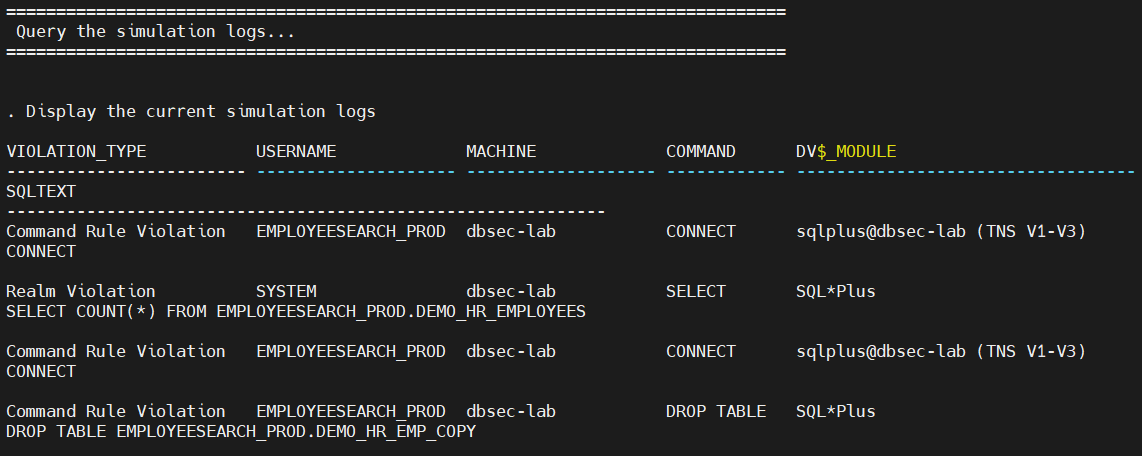 ==============================================================================
Query the simulation logs...
==============================================================================
. Display the current simulation logs
VIOLATION_TYPE           USERNAME             MACHINE             COMMAND      DV$_MODULE
------------------------ -------------------- ------------------- ------------ ----------------------------------
SQLTEXT
------------------------------------------------------------
Command Rule Violation   EMPLOYEESEARCH_PROD  dbsec-lab           CONNECT      sqlplus@dbsec-lab (TNS V1-V3)
CONNECT
Realm Violation          SYSTEM               dbsec-lab           SELECT       SQL*Plus
SELECT COUNT(*) FROM EMPLOYEESEARCH_PROD.DEMO_HR_EMPLOYEES
Command Rule Violation   EMPLOYEESEARCH_PROD  dbsec-lab           CONNECT      sqlplus@dbsec-lab (TNS V1-V3)
CONNECT
Command Rule Violation   EMPLOYEESEARCH_PROD  dbsec-lab           DROP TABLE   SQL*Plus
DROP TABLE EMPLOYEESEARCH_PROD.DEMO_HR_EMP_COPY